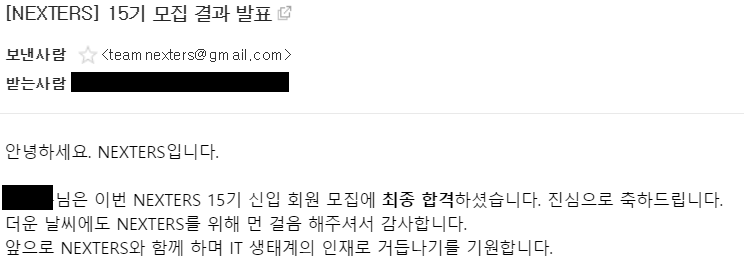 [NEXTERS] 15기 모집 결과 발표
보낸사람 <teamnexters@gmail.com>
받는사람
안녕하세요. NEXTERS입니다.
님은 이번 NEXTERS 15기 신입 회원 모집에 최종 합격하셨습니다. 진심으로 축하드립니다.
더운 날씨에도 NEXTERS를 위해 먼 걸음 해주셔서 감사합니다.
앞으로 NEXTERS와 함께 하며 IT 생태계의 인재로 거듭나기를 기원합니다.